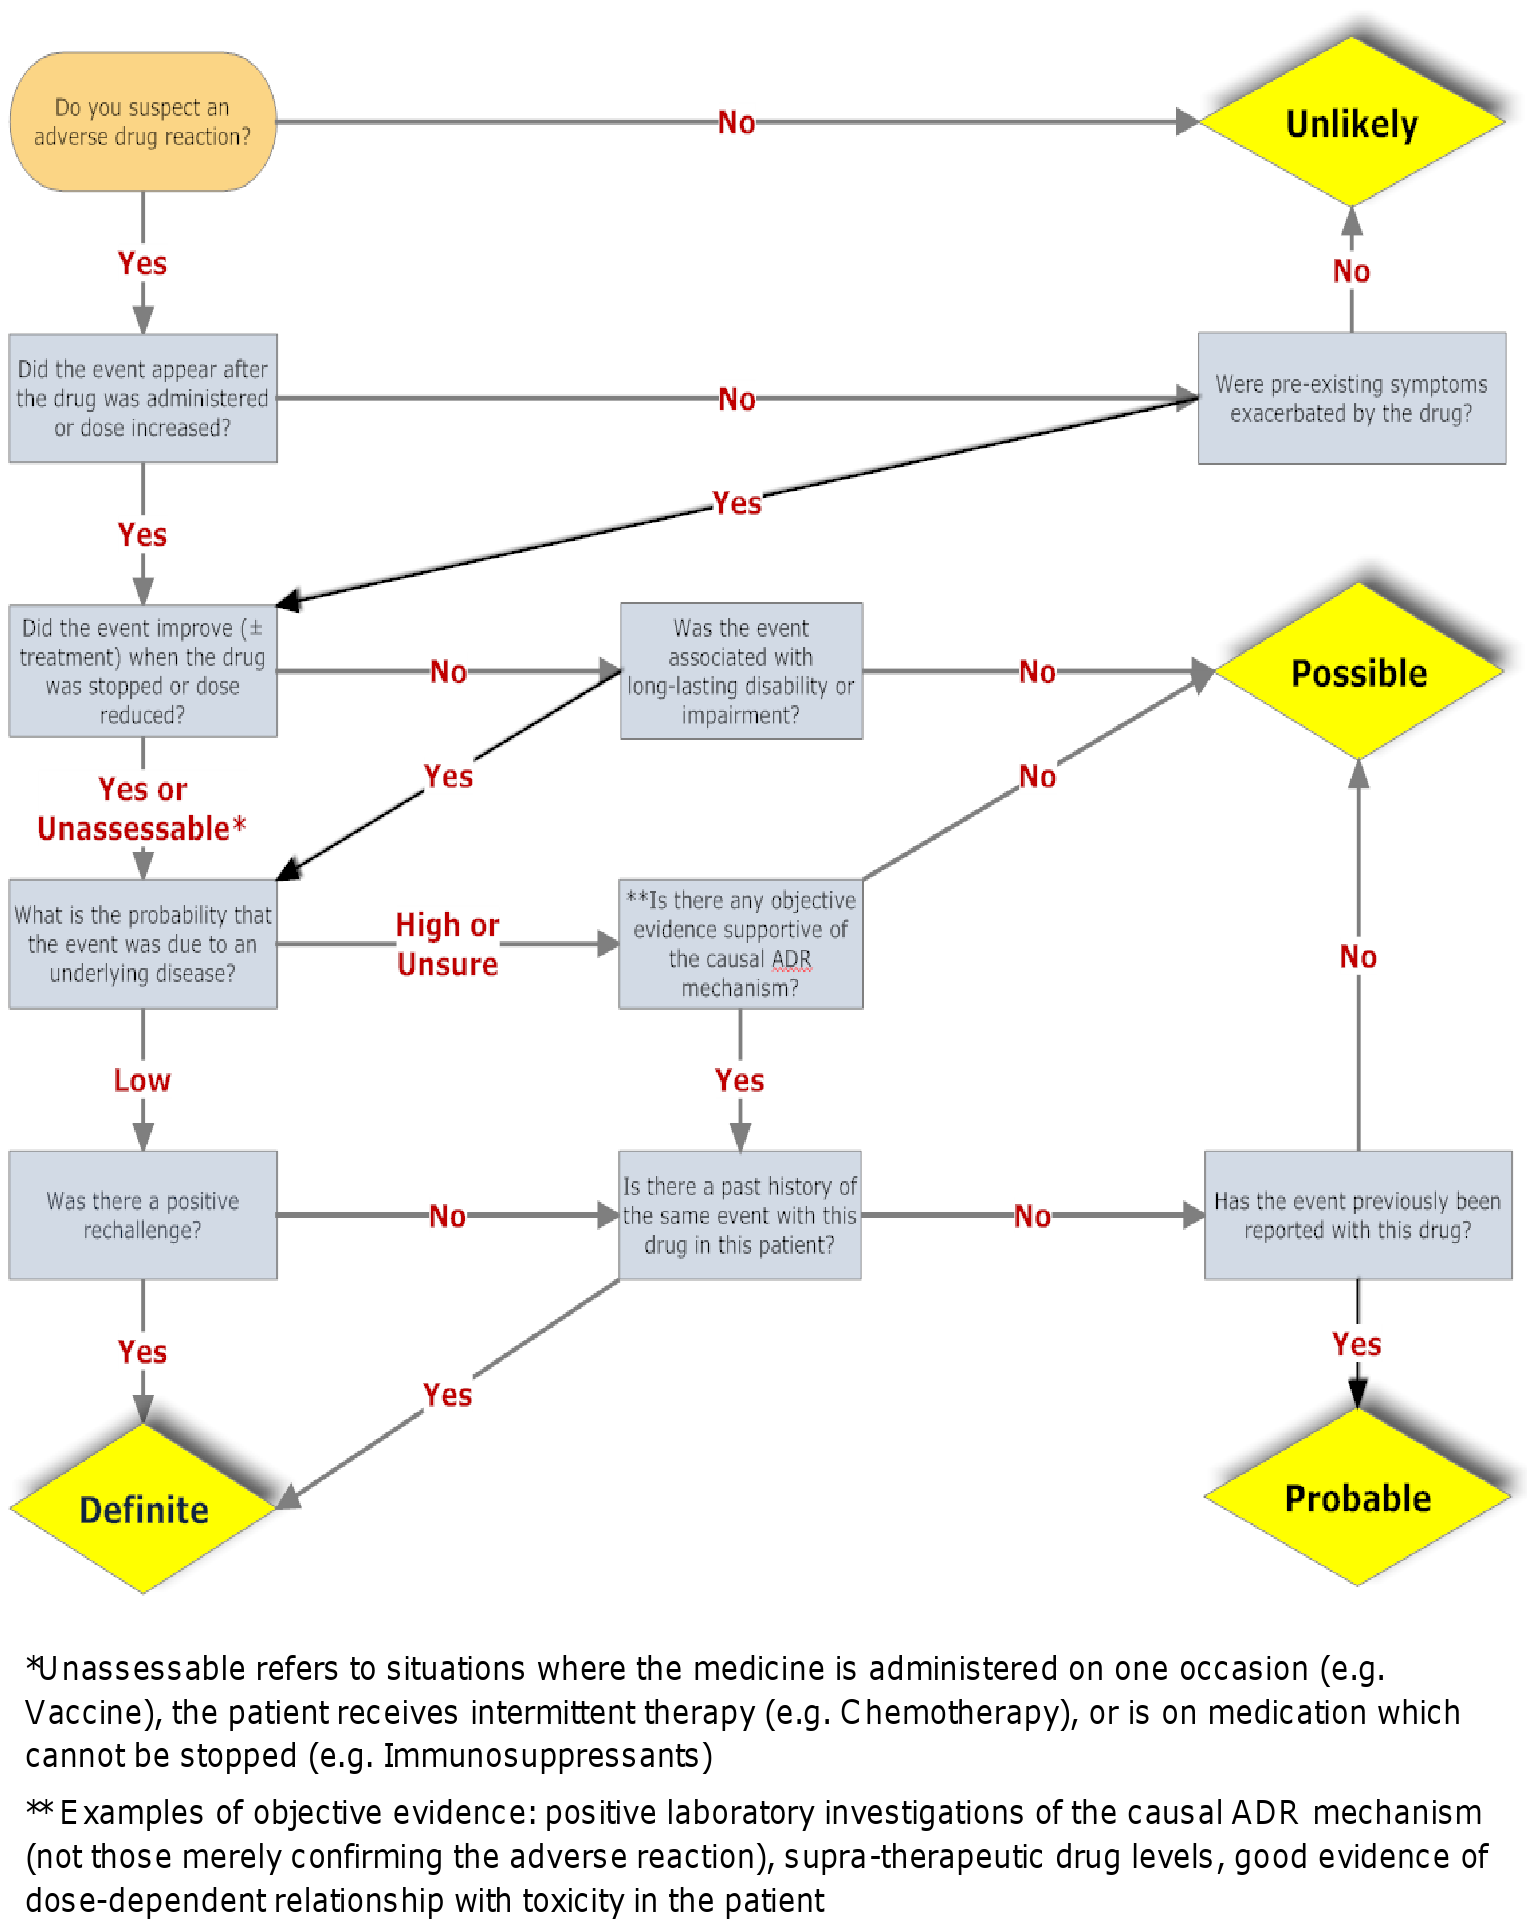 Do you suspect an
adverse drug reaction?
No
Unlikely
Yes
No
Did the event appear after
the drug was administered
or dose increased?
No
Were pre-existing symptoms
exacerbated by the drug?
Yes
Yes
Did the event improve (±
treatment) when the drug
was stopped or dose
reduced?
No
Was the event
associated with
long-lasting disability or
impairment?
No
Possible
Yes or
Unassessable*
Yes
No
What is the probability that
the event was due to an
underlying disease?
High or
Unsure
**Is there any objective
evidence supportive of
the causal ADR
mechanism?
No
Low
Yes
Was there a positive
rechallenge?
No
Is there a past history of
the same event with this
drug in this patient?
No
Has the event previously been
reported with this drug?
Yes
Yes
Yes
Definite
Probable
*Unassessable refers to situations where the medicine is administered on one occasion (e.g.
Vaccine), the patient receives intermittent therapy (e.g. Chemotherapy), or is on medication which
cannot be stopped (e.g. Immunosuppressants)
** Examples of objective evidence: positive laboratory investigations of the causal ADR mechanism
(not those merely confirming the adverse reaction), supra-therapeutic drug levels, good evidence of
dose-dependent relationship with toxicity in the patient